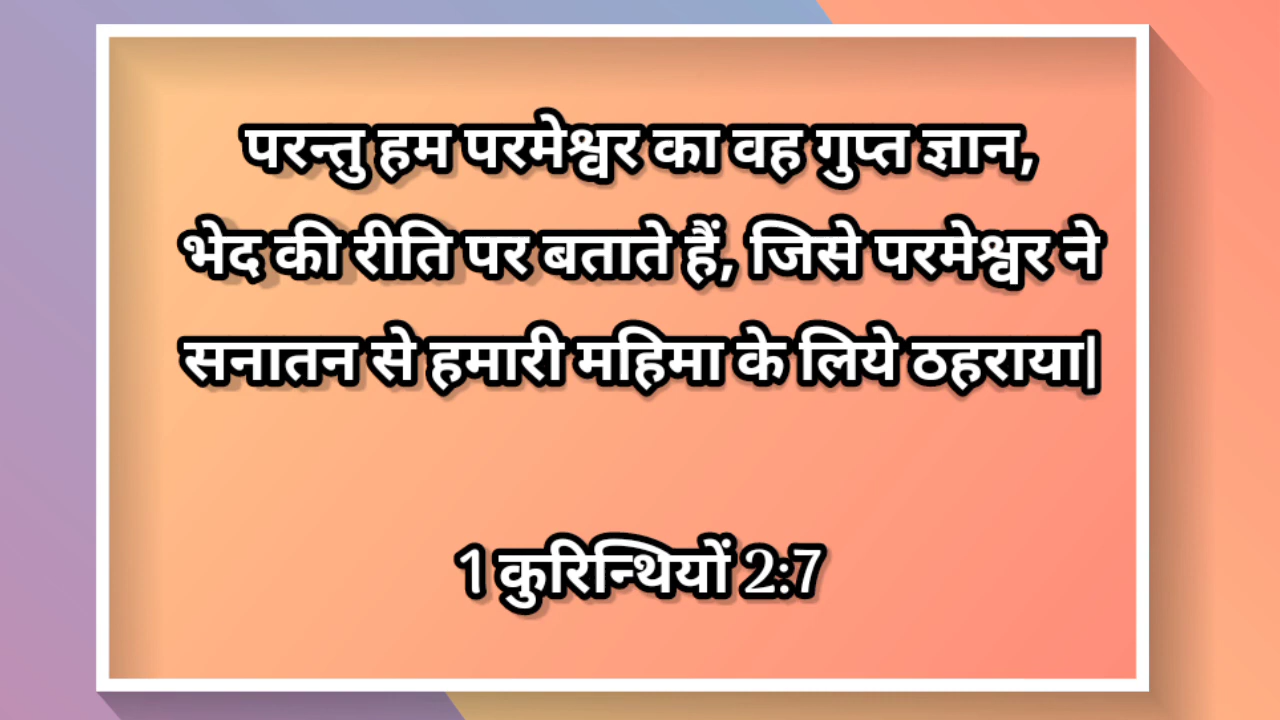 परन्तु हम परमेश्वर का वह गुप्त ज्ञान,
भेद की रीति पर बताते हैं, जिसे परमेश्वर ने
सनातन से हमारी महिमा के लिये ठहराया|
1 कुरिन्थियों 2:7